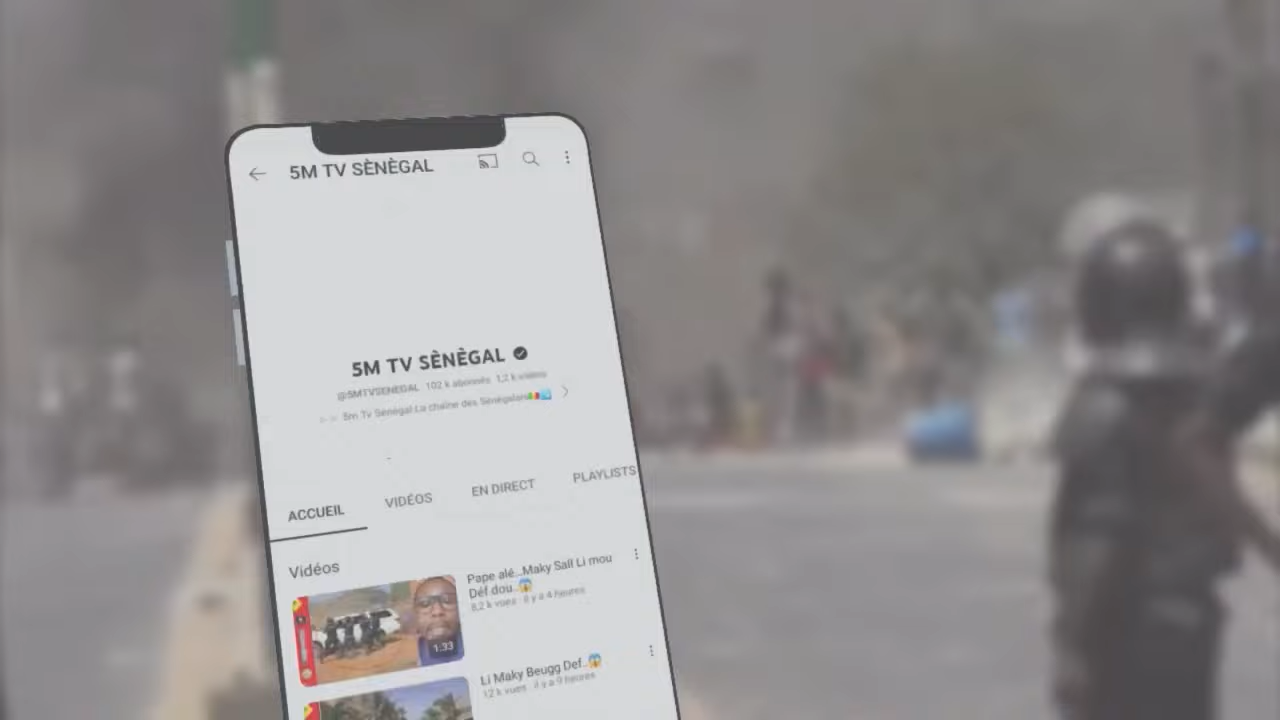 5M TV SÈNÈGAL
5M TV SÈNÈGAL
@5MTVSENEGAL 102 k abonnés 1,2 k vidéos
5m Tv Sénégal La chaîne des Sénégalais
ACCUEIL VIDÉOS EN DIRECT PLAYLISTS
Vidéos
Pape alé...Maky Sall Li mou
Déf dou..😱
8,2 k vues · il y a 4 heures
1:33
Li Maky Beugg Def..😱
12 k vues · il y a 9 heures